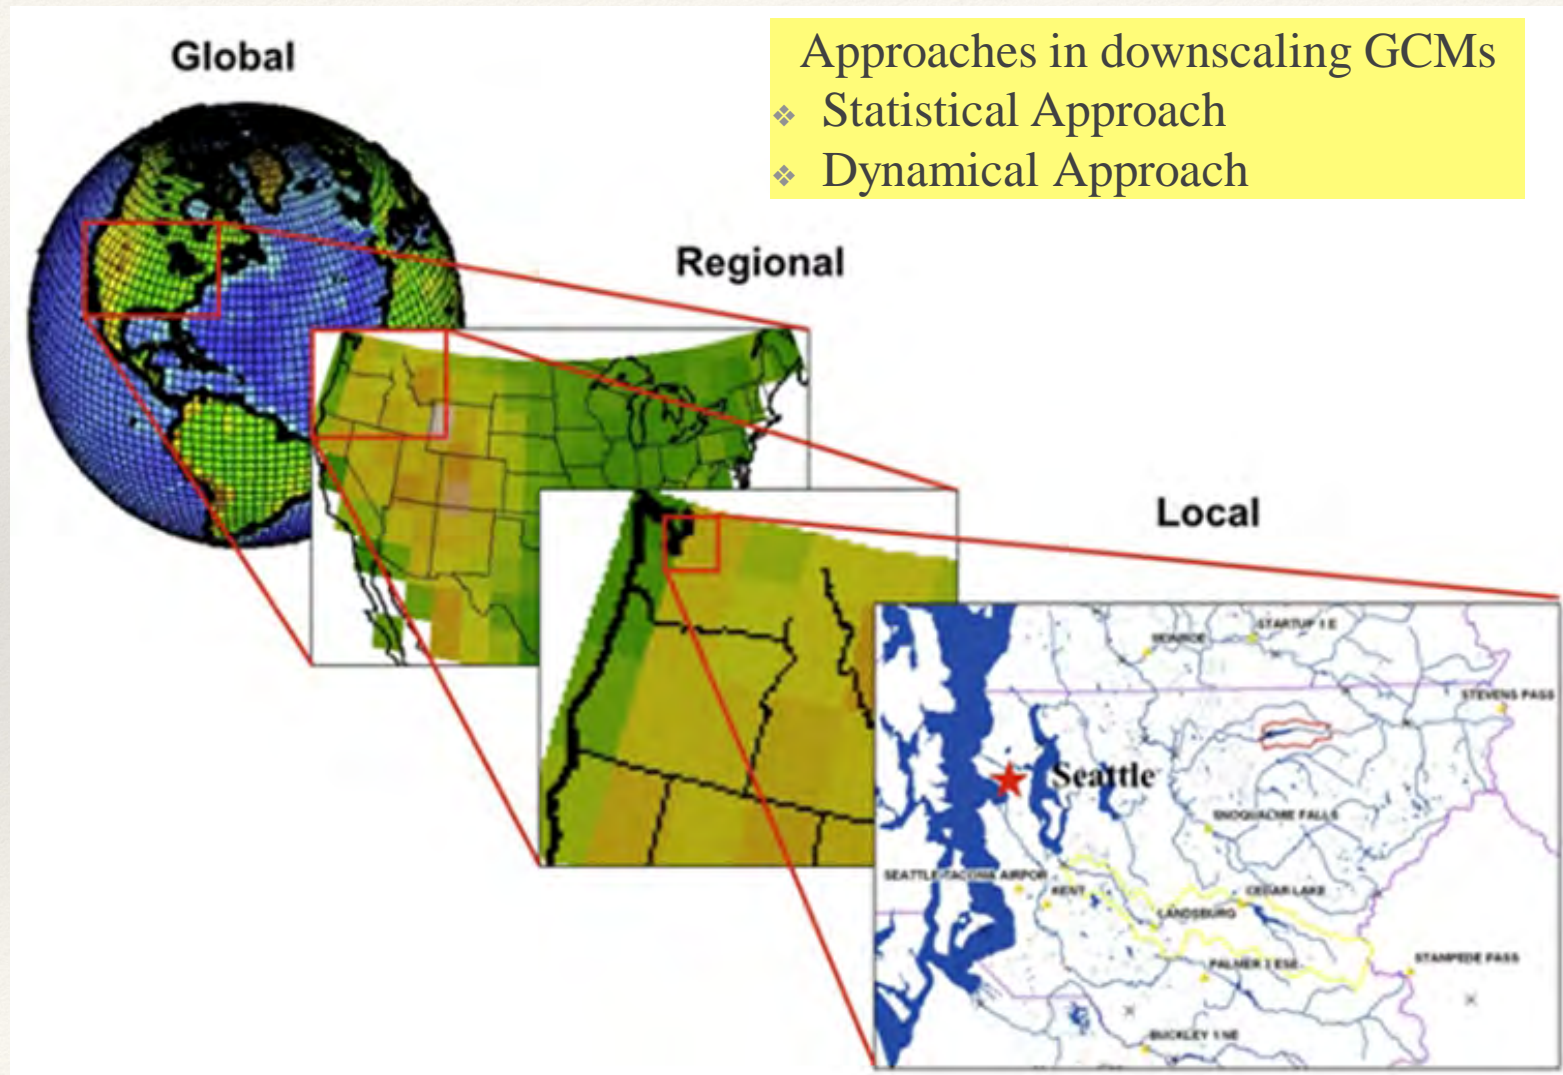 Global
Approaches in downscaling GCMs
❖ Statistical Approach
❖ Dynamical Approach
Regional
Local
STARTUP 1 E
MONROE
STEVENS PASS
Seattle
SNOQUALMIE FALLS
SEATTLE-TACOMA AIRPOR
KENT
CEDAR LAKE
LANDSBURG
PALMER 3 ESE
STAMPEDE PASS
BUCKLEY 1 NE